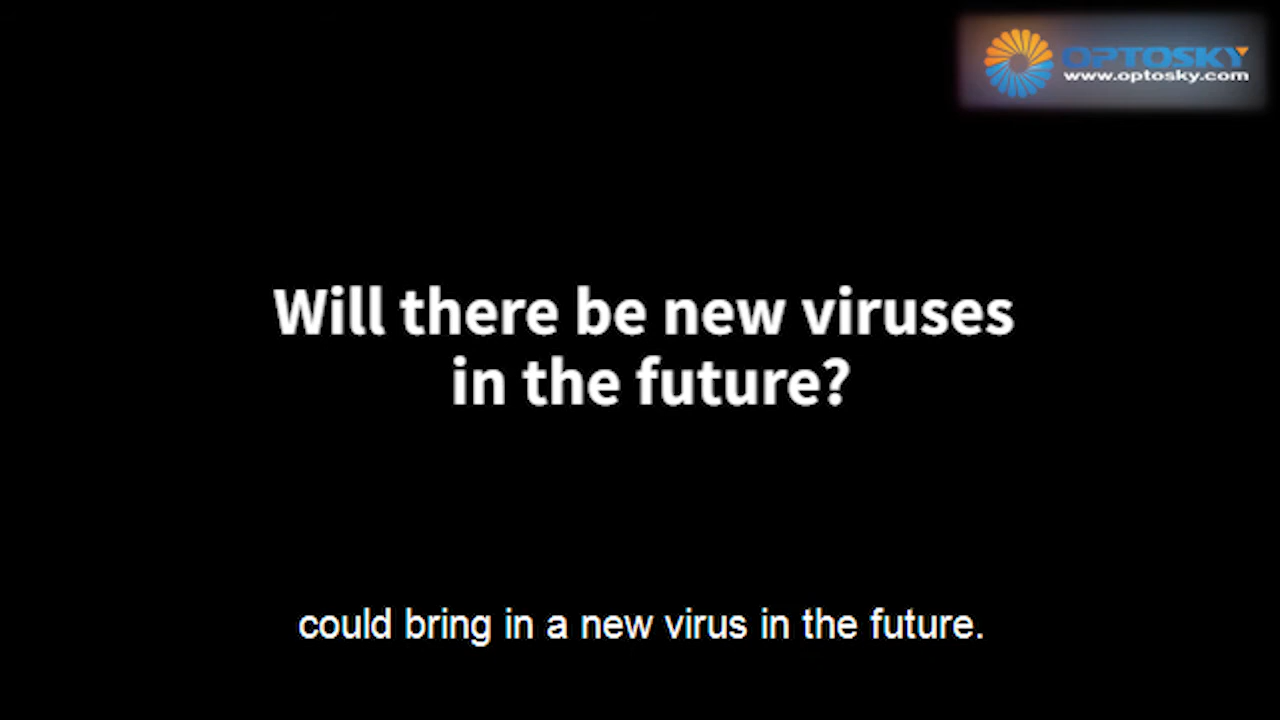 OPTOSKY
www.optosky.com
Will there be new viruses
in the future?
could bring in a new virus in the future.